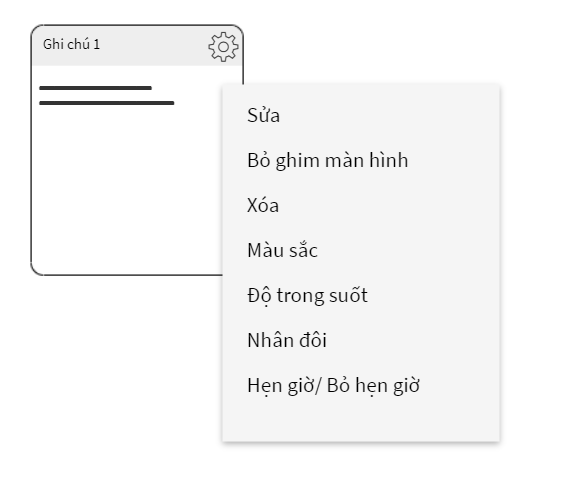 Ghi chú 1
Sửa
Bỏ ghim màn hình
Xóa
Màu sắc
Độ trong suốt
Nhân đôi
Hẹn giờ/ Bỏ hẹn giờ